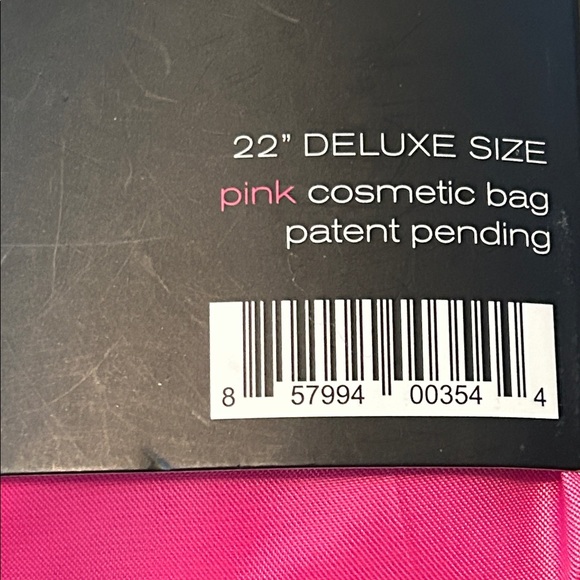 22” DELUXE SIZE
pink cosmetic bag
patent pending
8 57994 00354 4